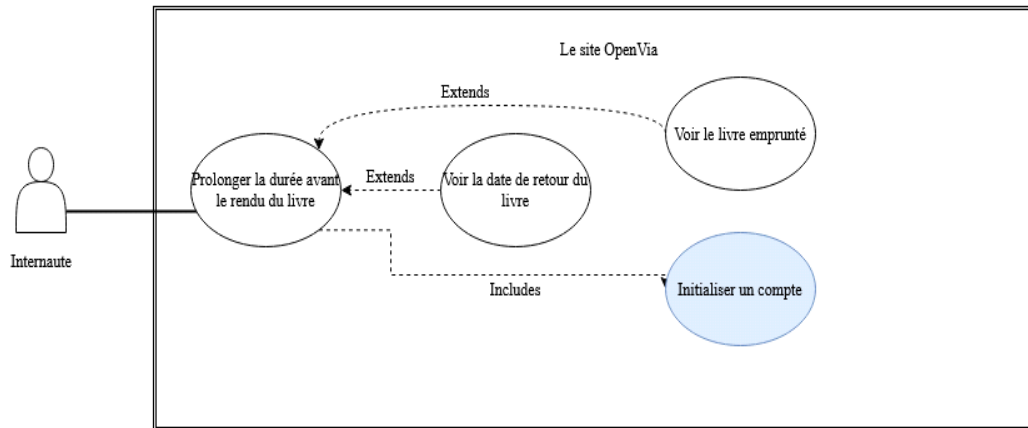 Le site OpenVia
Extends
Voir le livre emprunté
Prolonger la durée avant
le rendu du livre
Extends
Voir la date de retour du
livre
Internaute
Includes
Initialiser un compte